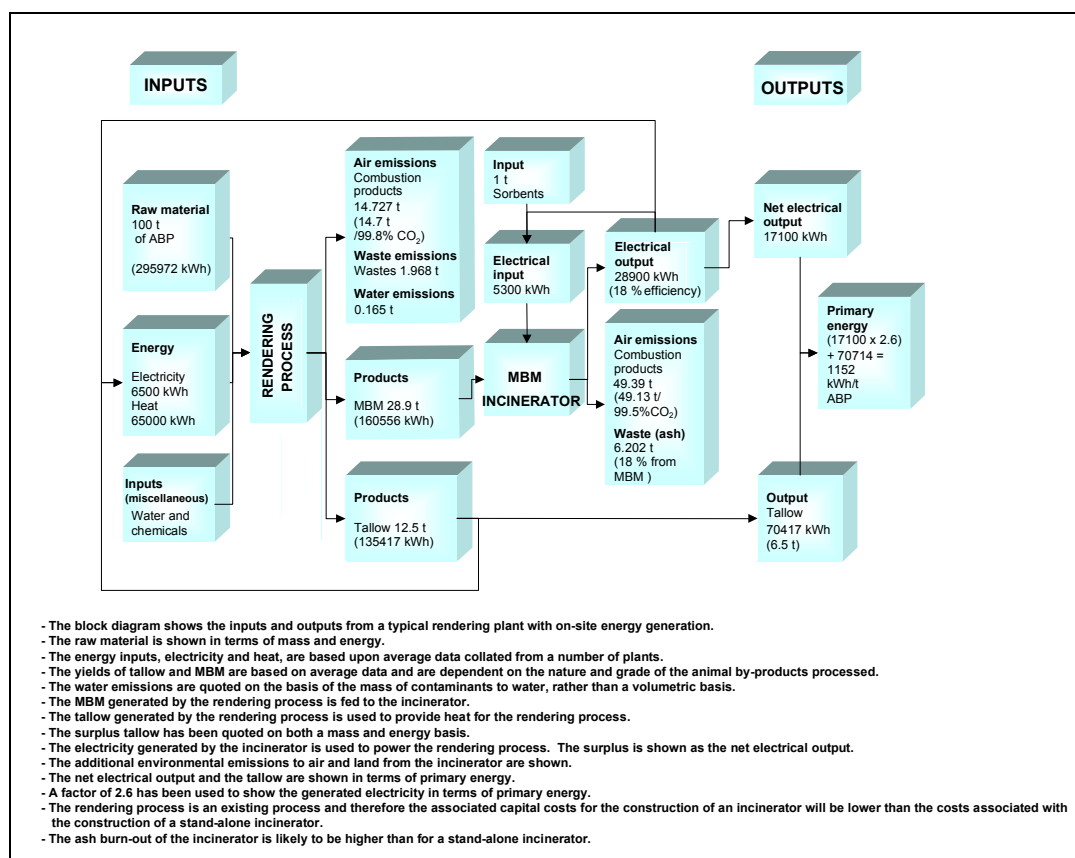 INPUTS
OUTPUTS
Raw material
100 t
of ABP
(295972 kWh)
Energy
Electricity
6500 kWh
Heat
65000 kWh
Inputs
(miscellaneous)
Water and
chemicals
RENDERING
PROCESS
Air emissions
Combustion
products
14.727 t
(14.7 t
/99.8% CO₂)
Waste emissions
Wastes 1.968 t
Water emissions
0.165 t
Products
MBM 28.9 t
(160556 kWh)
Products
Tallow 12.5 t
(135417 kWh)
Input
1 t
Sorbents
Electrical
input
5300 kWh
MBM
INCINERATOR
Electrical
output
28900 kWh
(18 % efficiency)
Air emissions
Combustion
products
49.39 t
(49.13 t/
99.5%CO₂)
Waste (ash)
6.202 t
(18 % from
MBM )
Net electrical
output
17100 kWh
Primary
energy
(17100 x 2.6)
+ 70714 =
1152
kWh/t
ABP
Output
Tallow
70417 kWh
(6.5 t)
- The block diagram shows the inputs and outputs from a typical rendering plant with on-site energy generation.
- The raw material is shown in terms of mass and energy.
- The energy inputs, electricity and heat, are based upon average data collated from a number of plants.
- The yields of tallow and MBM are based on average data and are dependent on the nature and grade of the animal by-products processed.
- The water emissions are quoted on the basis of the mass of contaminants to water, rather than a volumetric basis.
- The MBM generated by the rendering process is fed to the incinerator.
- The tallow generated by the rendering process is used to provide heat for the rendering process.
- The surplus tallow has been quoted on both a mass and energy basis.
- The electricity generated by the incinerator is used to power the rendering process. The surplus is shown as the net electrical output.
- The additional environmental emissions to air and land from the incinerator are shown.
- The net electrical output and the tallow are shown in terms of primary energy.
- A factor of 2.6 has been used to show the generated electricity in terms of primary energy.
- The rendering process is an existing process and therefore the associated capital costs for the construction of an incinerator will be lower than the costs associated with
the construction of a stand-alone incinerator.
- The ash burn-out of the incinerator is likely to be higher than for a stand-alone incinerator.